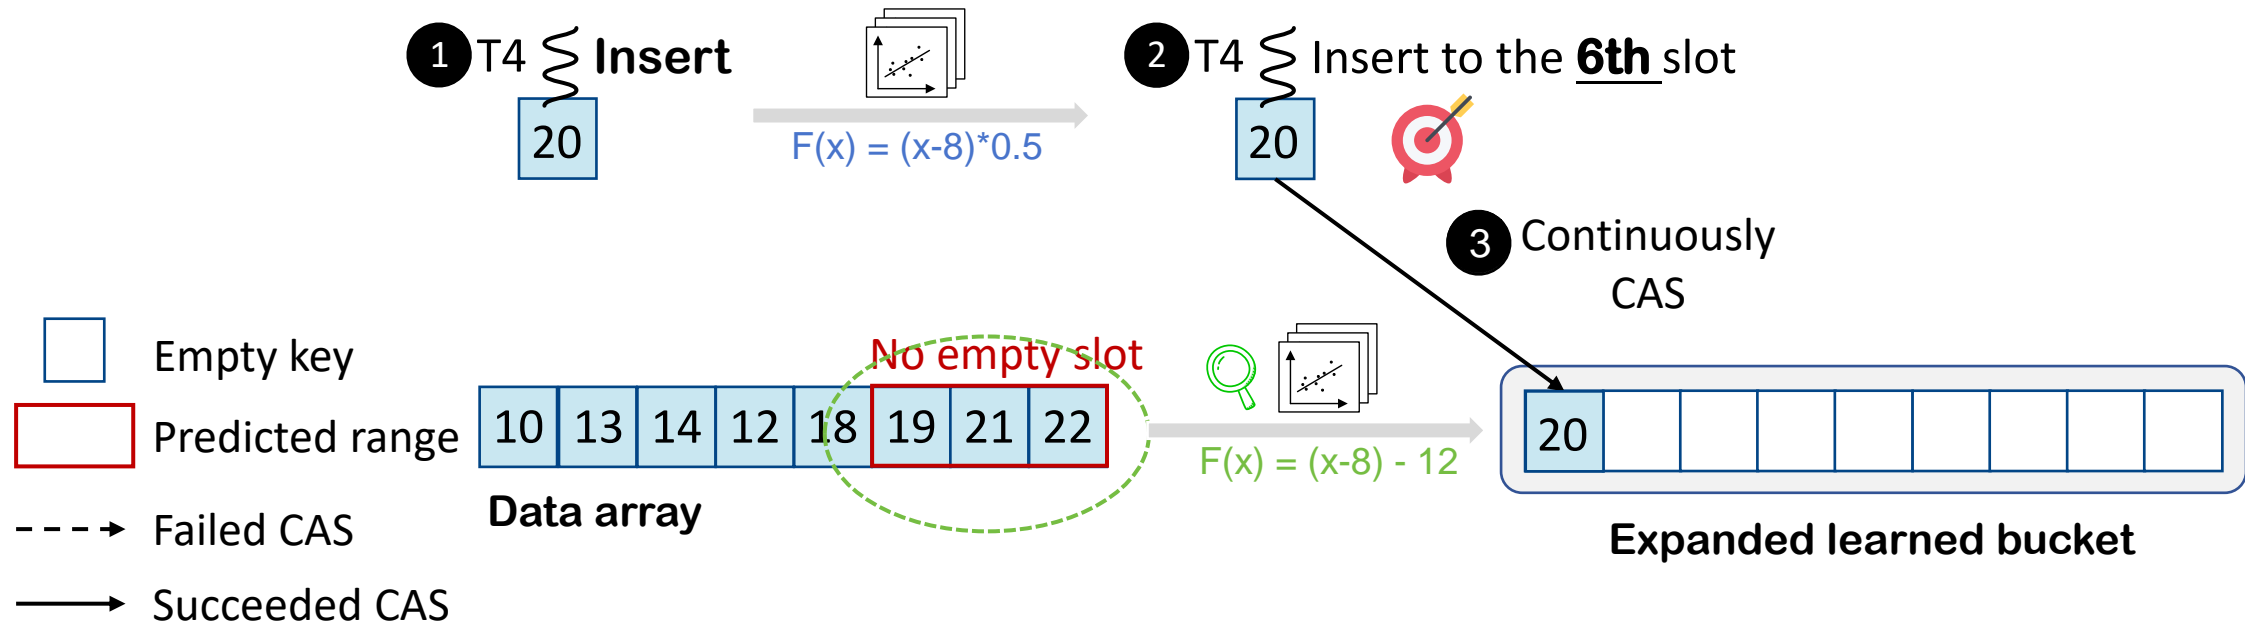 1 T4 Insert
20
F(x) = (x-8)*0.5
2 T4 Insert to the 6th slot
20
3 Continuously
CAS
Empty key
Predicted range
Failed CAS
Succeeded CAS
No empty slot
10 13 14 12 18 19 21 22
Data array
F(x) = (x-8) - 12
20
Expanded learned bucket